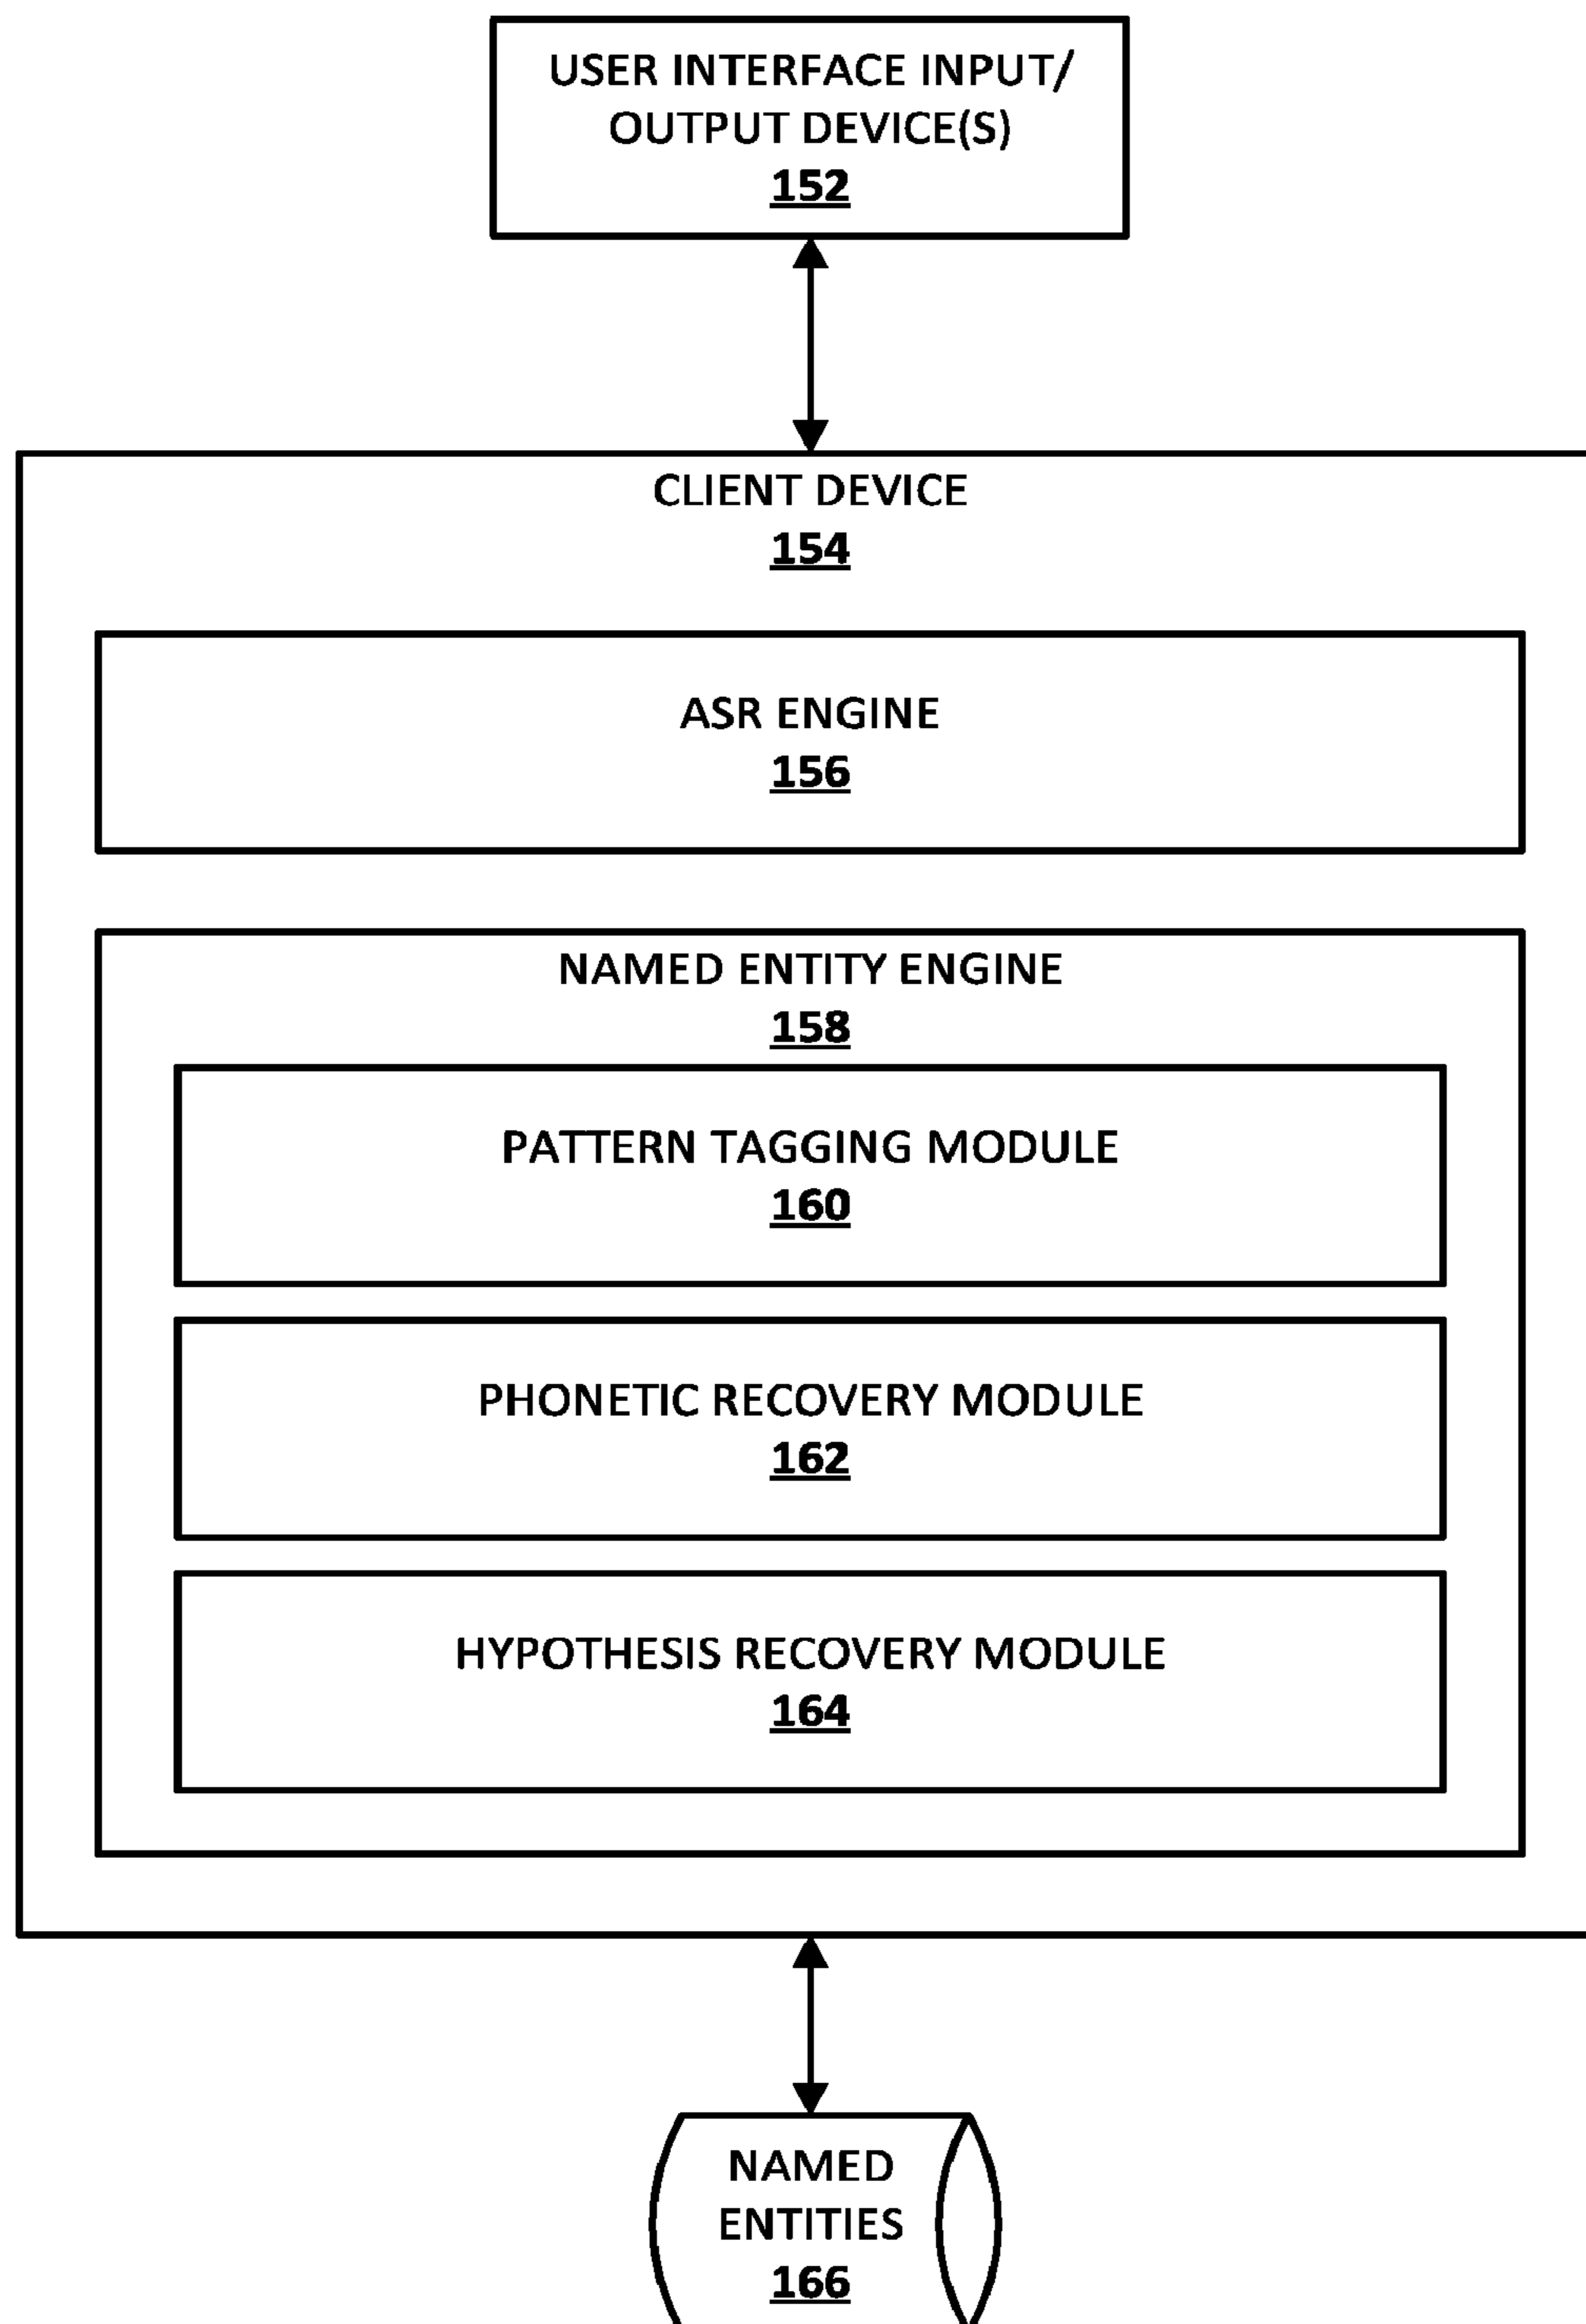 USER INTERFACE INPUT/
OUTPUT DEVICE(S)
152
CLIENT DEVICE
154
ASR ENGINE
156
NAMED ENTITY ENGINE
158
PATTERN TAGGING MODULE
160
PHONETIC RECOVERY MODULE
162
HYPOTHESIS RECOVERY MODULE
164
NAMED
ENTITIES
166